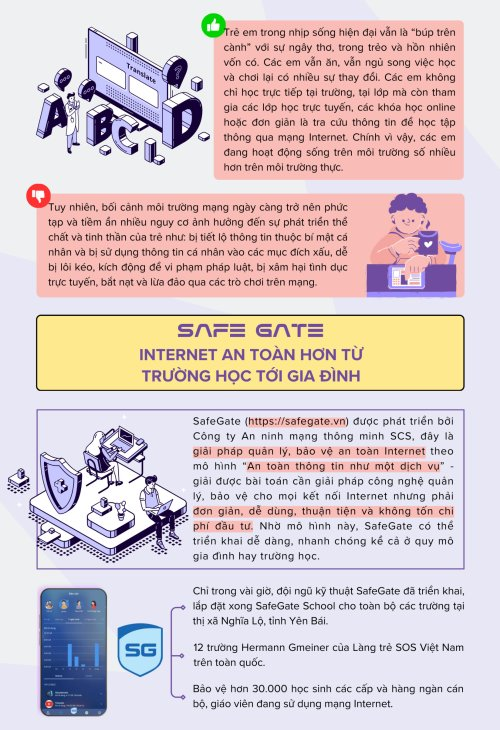 Trẻ em trong nhịp sống hiện đại vẫn là “búp trên
cành” với sự ngây thơ, trong trẻo và hồn nhiên
vốn có. Các em vẫn ăn, vẫn ngủ song việc học
và chơi lại có nhiều sự thay đổi. Các em không
chỉ học trực tiếp tại trường, tại lớp mà còn tham
gia các lớp học trực tuyến, các khóa học online
hoặc đơn giản là tra cứu thông tin để học tập
thông qua mạng Internet. Chính vì vậy, các em
đang hoạt động sống trên môi trường số nhiều
hơn trên môi trường thực.
Translate
?
A B C D
Tuy nhiên, bối cảnh môi trường mạng ngày càng trở nên phức
tạp và tiềm ẩn nhiều nguy cơ ảnh hưởng đến sự phát triển thể
chất và tinh thần của trẻ như: bị tiết lộ thông tin thuộc bí mật cá
nhân và bị sử dụng thông tin cá nhân vào các mục đích xấu, dễ
bị lôi kéo, kích động để vi phạm pháp luật, bị xâm hại tình dục
trực tuyến, bắt nạt và lừa đảo qua các trò chơi trên mạng.
SAFE GATE
INTERNET AN TOÀN HƠN TỪ
TRƯỜNG HỌC TỚI GIA ĐÌNH
SafeGate (https://safegate.vn) được phát triển bởi
Công ty An ninh mạng thông minh SCS, đây là
giải pháp quản lý, bảo vệ an toàn Internet theo
mô hình “An toàn thông tin như một dịch vụ” -
giải được bài toán cần giải pháp công nghệ quản
lý, bảo vệ cho mọi kết nối Internet nhưng phải
đơn giản, dễ dùng, thuận tiện và không tốn chi
phí đầu tư. Nhờ mô hình này, SafeGate có thể
triển khai dễ dàng, nhanh chóng kể cả ở quy mô
gia đình hay trường học.
Chỉ trong vài giờ, đội ngũ kỹ thuật SafeGate đã triển khai,
lắp đặt xong SafeGate School cho toàn bộ các trường tại
thị xã Nghĩa Lộ, tỉnh Yên Bái.
SG
12 trường Hermann Gmeiner của Làng trẻ SOS Việt Nam
trên toàn quốc.
Bảo vệ hơn 30.000 học sinh các cấp và hàng ngàn cán
bộ, giáo viên đang sử dụng mạng Internet.